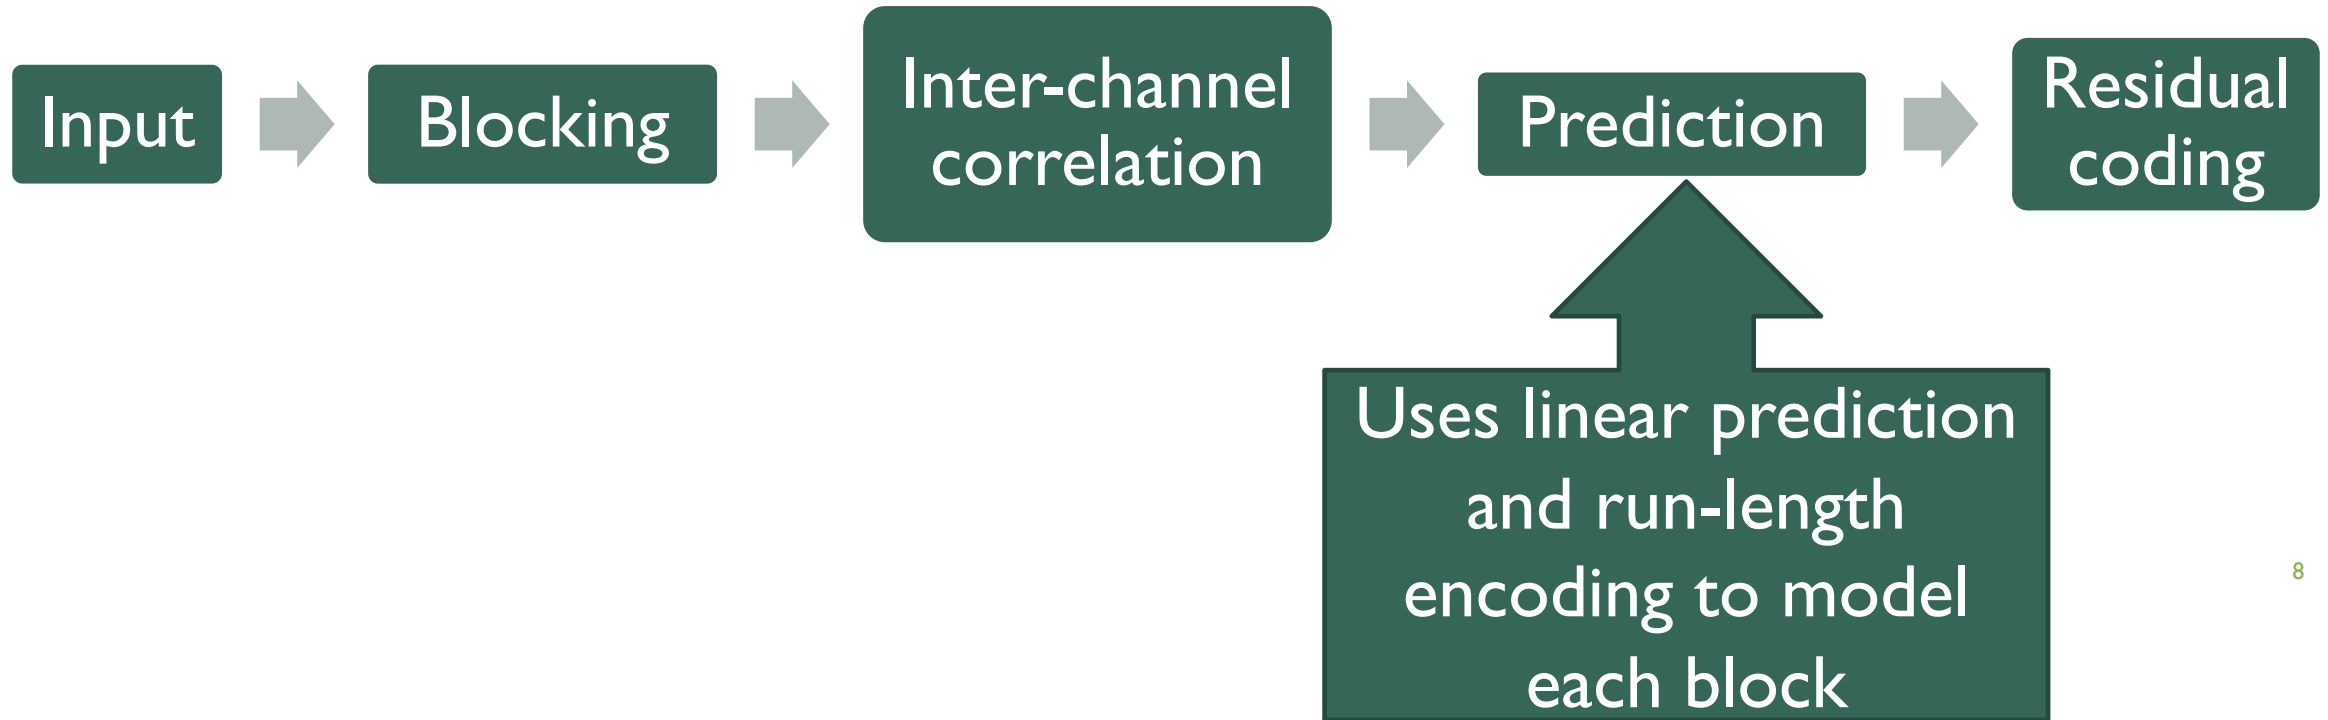 Input
Blocking
Inter-channel
correlation
Prediction
Residual
coding
Uses linear prediction
and run-length
encoding to model
each block
8